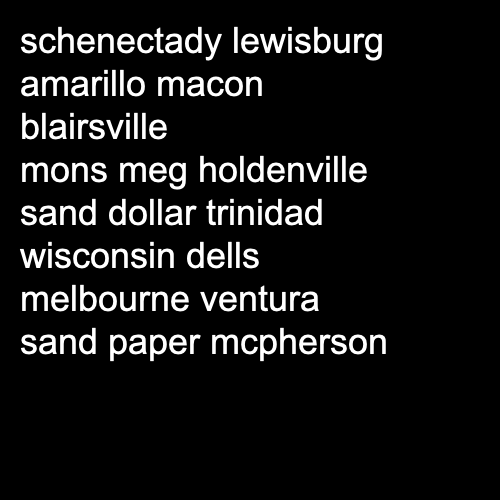 schenectady lewisburg
amarillo macon
blairsville
mons meg holdenville
sand dollar trinidad
wisconsin dells
melbourne ventura
sand paper mcpherson